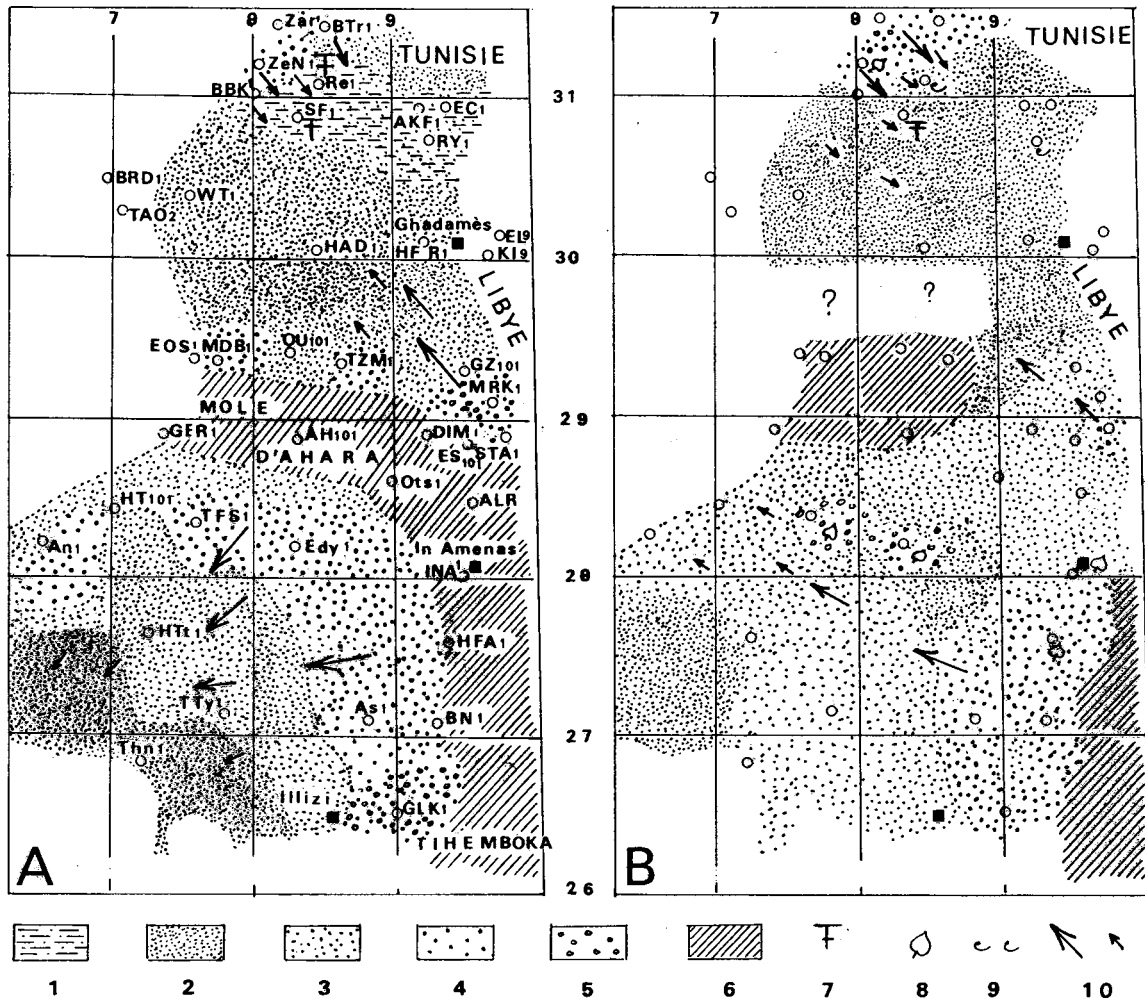 7 8 9
Zar1
BTr1
TUNISIE
ZeN1
Re1
BBK
31
SF1
EC1
AKF1
RY1
BRD1
WT1
TAO2
Ghadamès
EL9
HAD1
HFR1
KI9
30
LIBYE
OU101
EOS1
MDB1
TZM1
GZ101
MRK1
29
MOLE
GER1
AH101
DIM1
D'AHARA
ES101
STA1
Ots1
HT101
ALR
TFS1
An1
Edy1
In Amenas
28
INA1
HTt1
HFA1
TTy1
As1
BN1
27
Thn1
Illizi
GLK1
A
TIHEMBOKA
26
7 8 9
TUNISIE
LIBYE
?
?
B
1 2 3 4 5 6 7 8 9 10